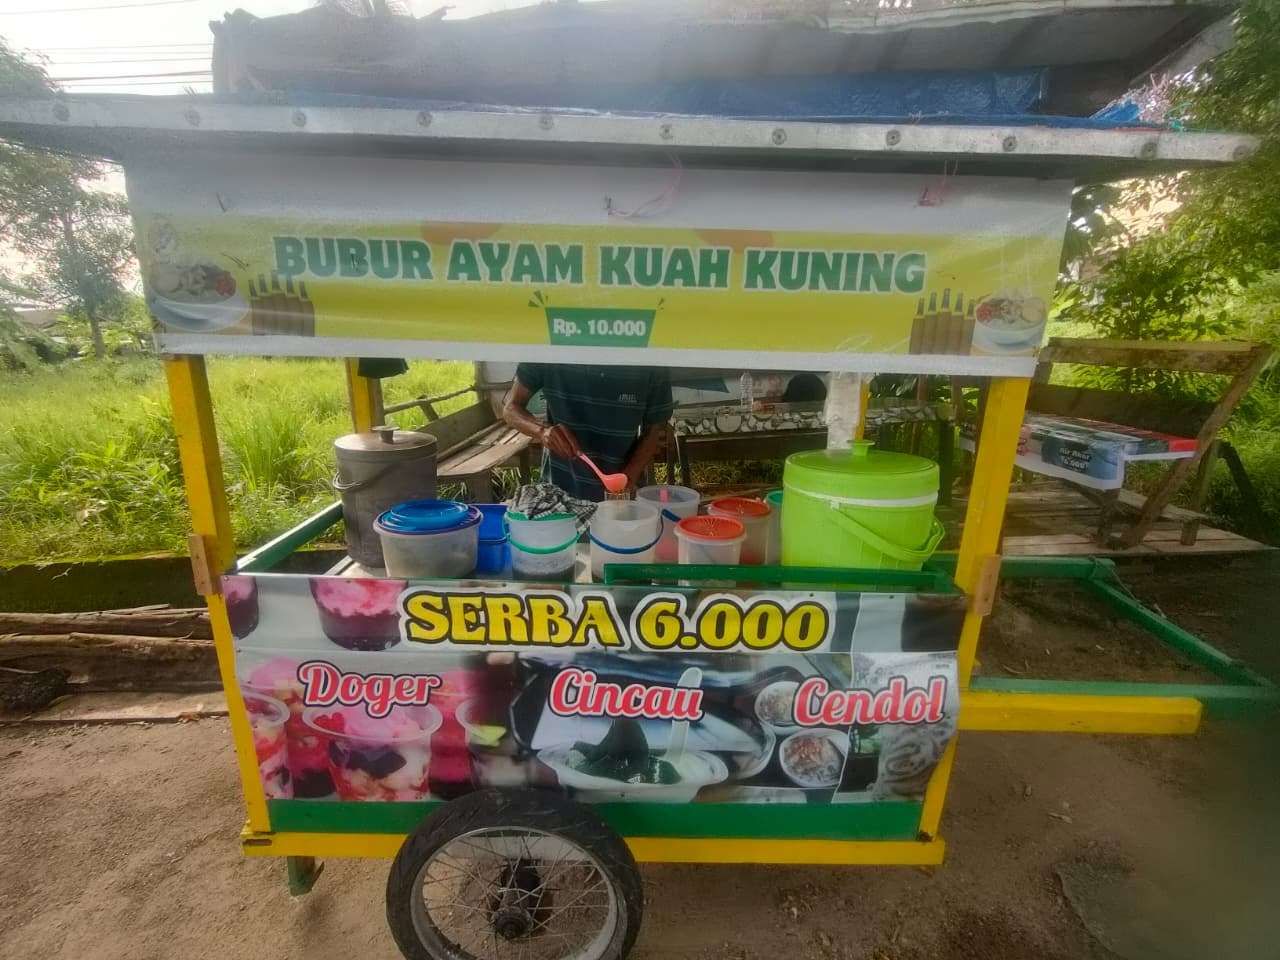 BUBUR AYAM KUAH KUNING
Rp. 10.000
SERBA 6.000
Doger
Cincau
Cendol